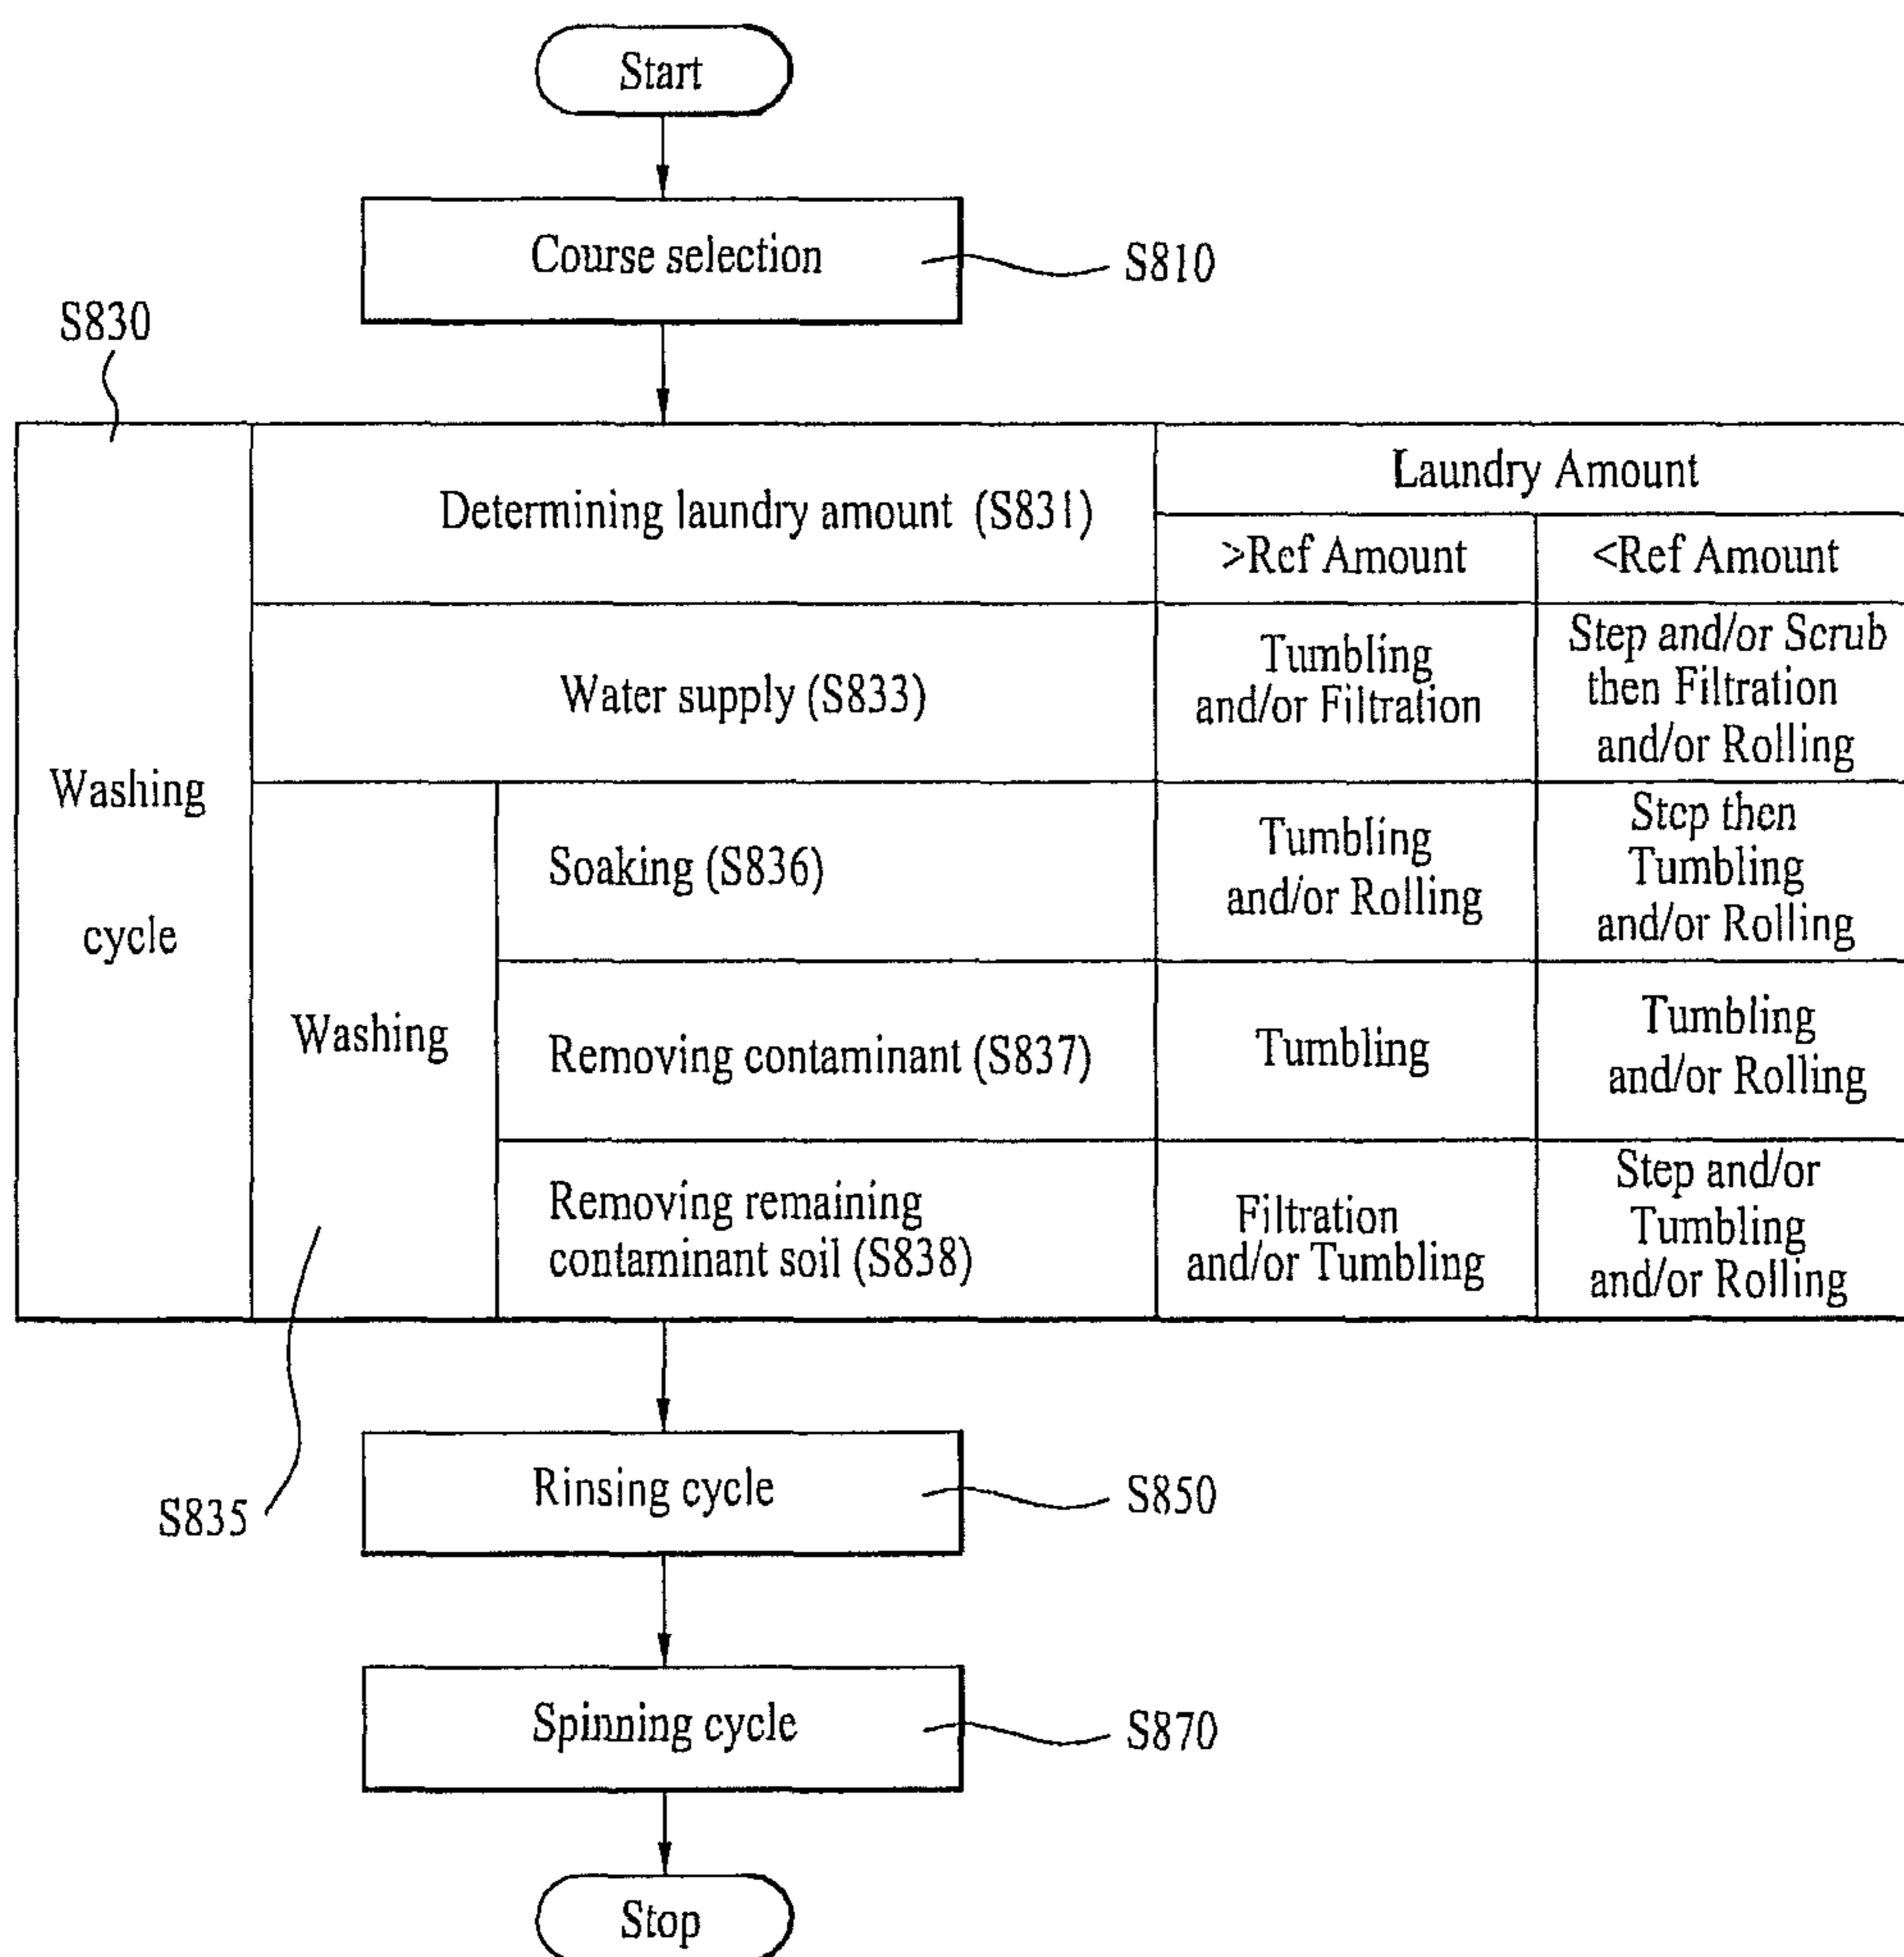 Start
Course selection
S810
S830
Washing
cycle
Determining laundry amount (S831)
Laundry Amount
>Ref Amount
<Ref Amount
Water supply (S833)
Tumbling
and/or Filtration
Step and/or Scrub
then Filtration
and/or Rolling
Washing
Soaking (S836)
Tumbling
and/or Rolling
Step then
Tumbling
and/or Rolling
Removing contaminant (S837)
Tumbling
Tumbling
and/or Rolling
Removing remaining
contaminant soil (S838)
Filtration
and/or Tumbling
Step and/or
Tumbling
and/or Rolling
S835
Rinsing cycle
S850
Spinning cycle
S870
Stop